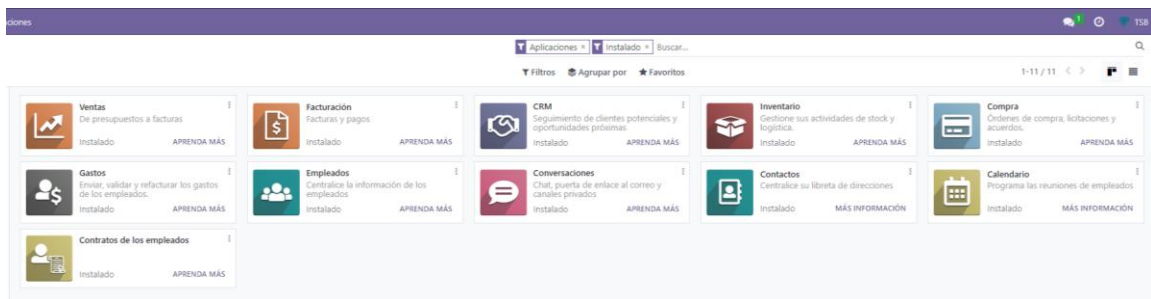 ciones
1
TSB
Aplicaciones × Instalado × Buscar...
Filtros Agrupar por Favoritos
1-11 / 11
Ventas
De presupuestos a facturas
Instalado APRENDA MÁS
Facturación
Facturas y pagos
Instalado APRENDA MÁS
CRM
Seguimiento de clientes potenciales y
oportunidades próximas
Instalado APRENDA MÁS
Inventario
Gestione sus actividades de stock y
logística.
Instalado APRENDA MÁS
Compra
Órdenes de compra, licitaciones y
acuerdos.
Instalado APRENDA MÁS
Gastos
Enviar, validar y refacturar los gastos
de los empleados.
Instalado APRENDA MÁS
Empleados
Centralice la información de los
empleados
Instalado APRENDA MÁS
Conversaciones
Chat, puerta de enlace al correo y
canales privados
Instalado APRENDA MÁS
Contactos
Centralice su libreta de direcciones
Instalado MÁS INFORMACIÓN
Calendario
Programa las reuniones de empleados
Instalado MÁS INFORMACIÓN
Contratos de los empleados
Instalado APRENDA MÁS